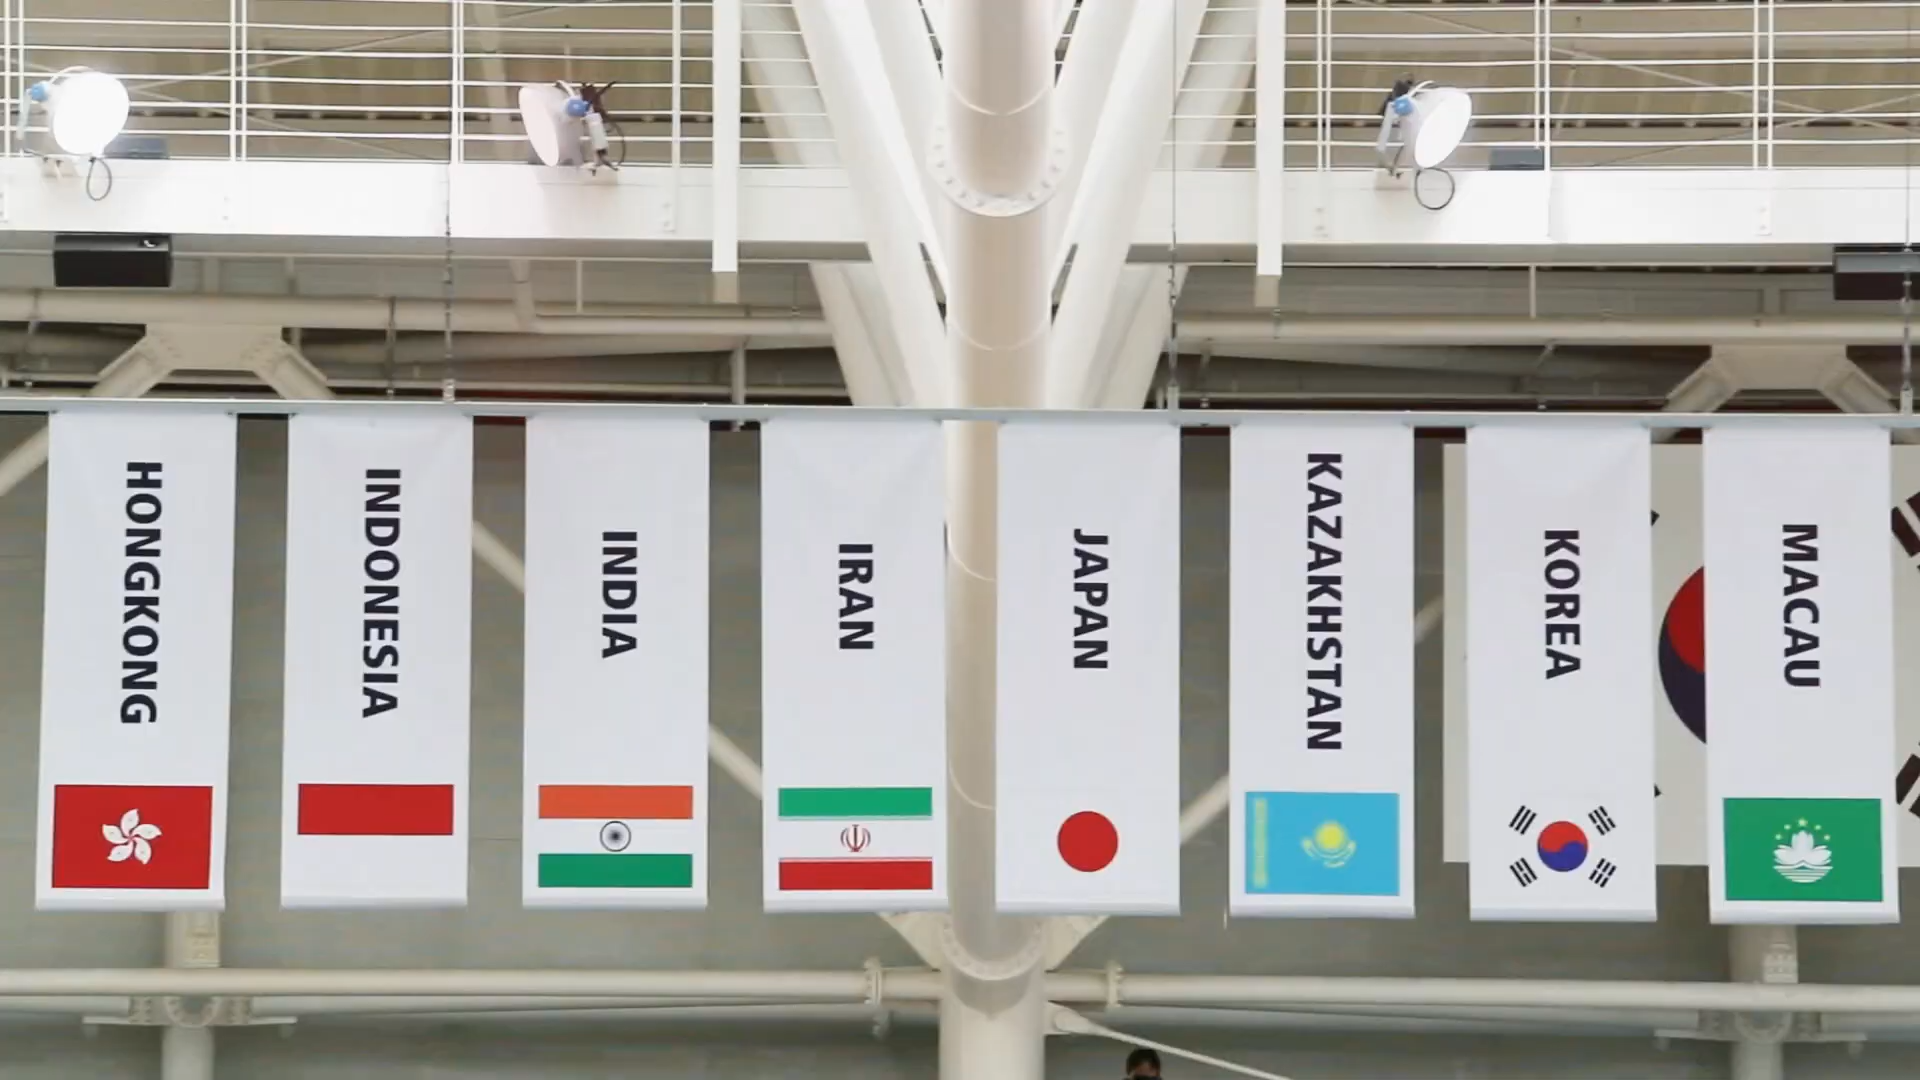 HONGKONG
INDONESIA
INDIA
IRAN
JAPAN
KAZAKHSTAN
KOREA
MACAU